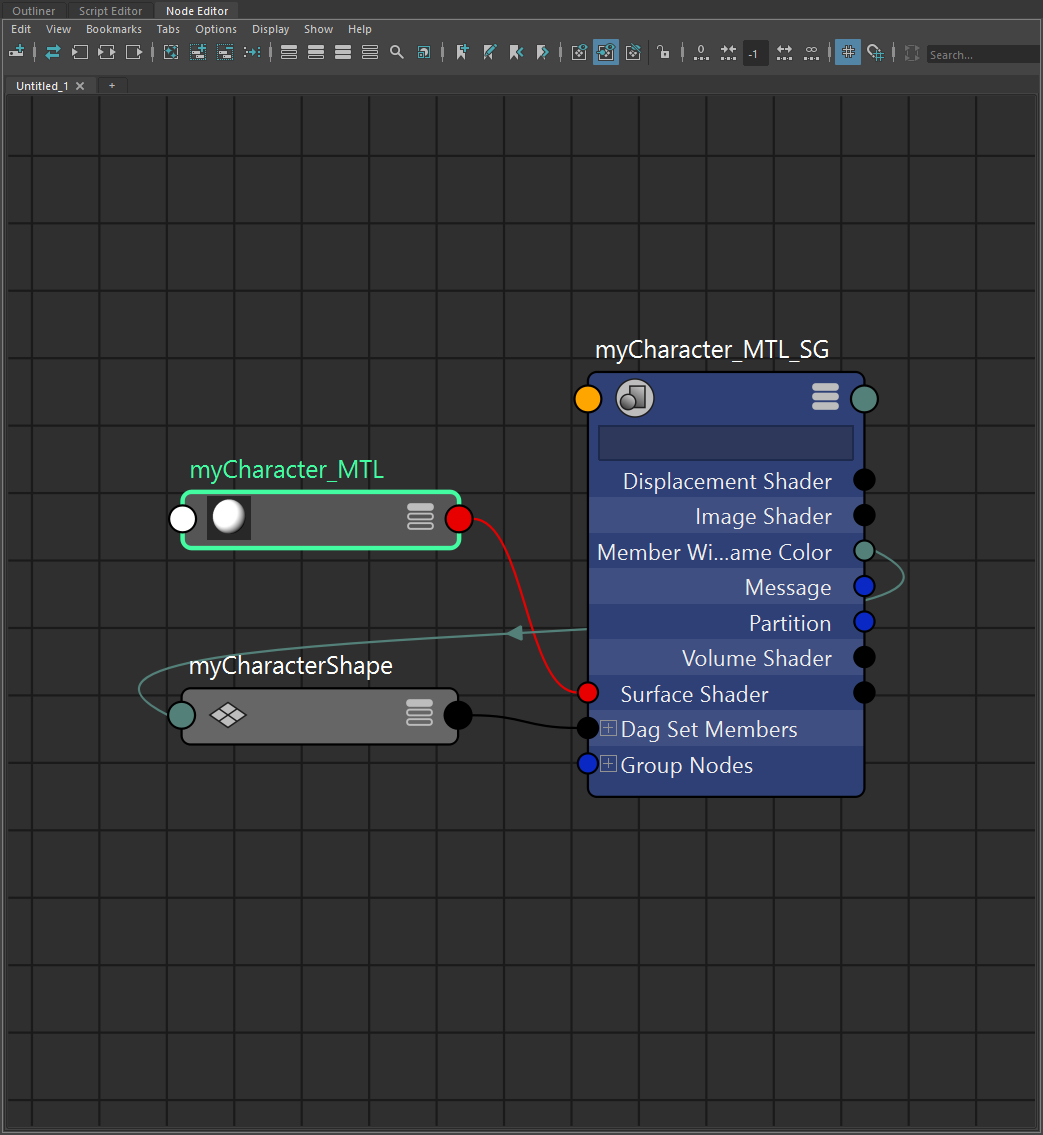 Outliner Script Editor Node Editor
Edit View Bookmarks Tabs Options Display Show Help
0 -1 ∞ Search...
Untitled_1 +
myCharacter_MTL_SG
Displacement Shader
myCharacter_MTL
Image Shader
Member Wi...ame Color
Message
Partition
Volume Shader
myCharacterShape
Surface Shader
Dag Set Members
Group Nodes